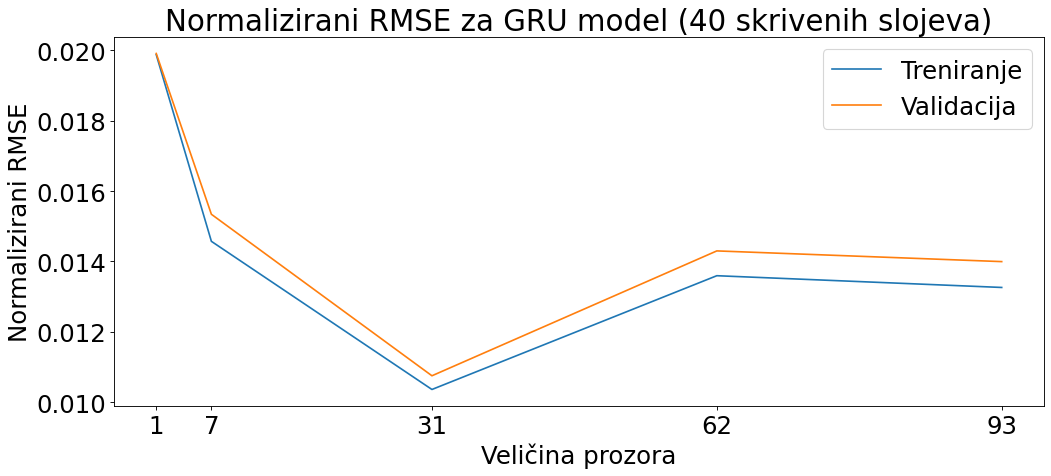 Normalizirani RMSE za GRU model (40 skrivenih slojeva)
0.020
0.018
0.016
0.014
0.012
0.010
Normalizirani RMSE
Treniranje
Validacija
1 7 31 62 93
Veličina prozora